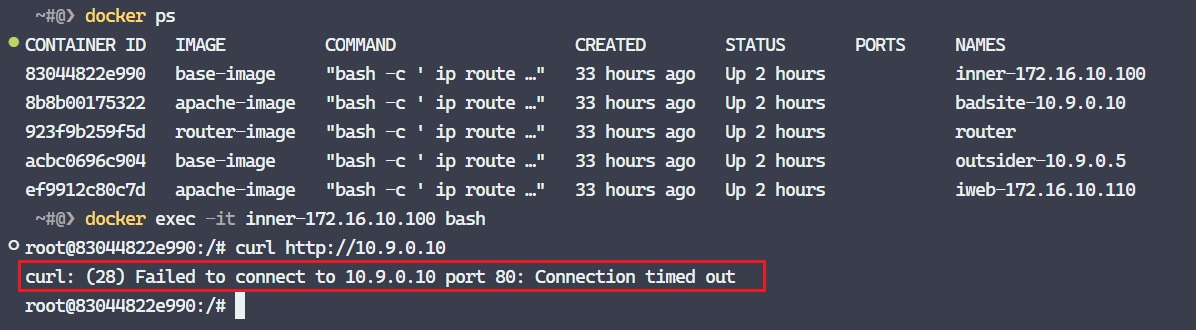 ~#@❯ docker ps
CONTAINER ID   IMAGE          COMMAND                  CREATED        STATUS       PORTS     NAMES
83044822e990   base-image     "bash -c ' ip route …"   33 hours ago   Up 2 hours             inner-172.16.10.100
8b8b00175322   apache-image   "bash -c ' ip route …"   33 hours ago   Up 2 hours             badsite-10.9.0.10
923f9b259f5d   router-image   "bash -c ' ip route …"   33 hours ago   Up 2 hours             router
acbc0696c904   base-image     "bash -c ' ip route …"   33 hours ago   Up 2 hours             outsider-10.9.0.5
ef9912c80c7d   apache-image   "bash -c ' ip route …"   33 hours ago   Up 2 hours             iweb-172.16.10.110
~#@❯ docker exec -it inner-172.16.10.100 bash
root@83044822e990:/# curl http://10.9.0.10
curl: (28) Failed to connect to 10.9.0.10 port 80: Connection timed out
root@83044822e990:/#